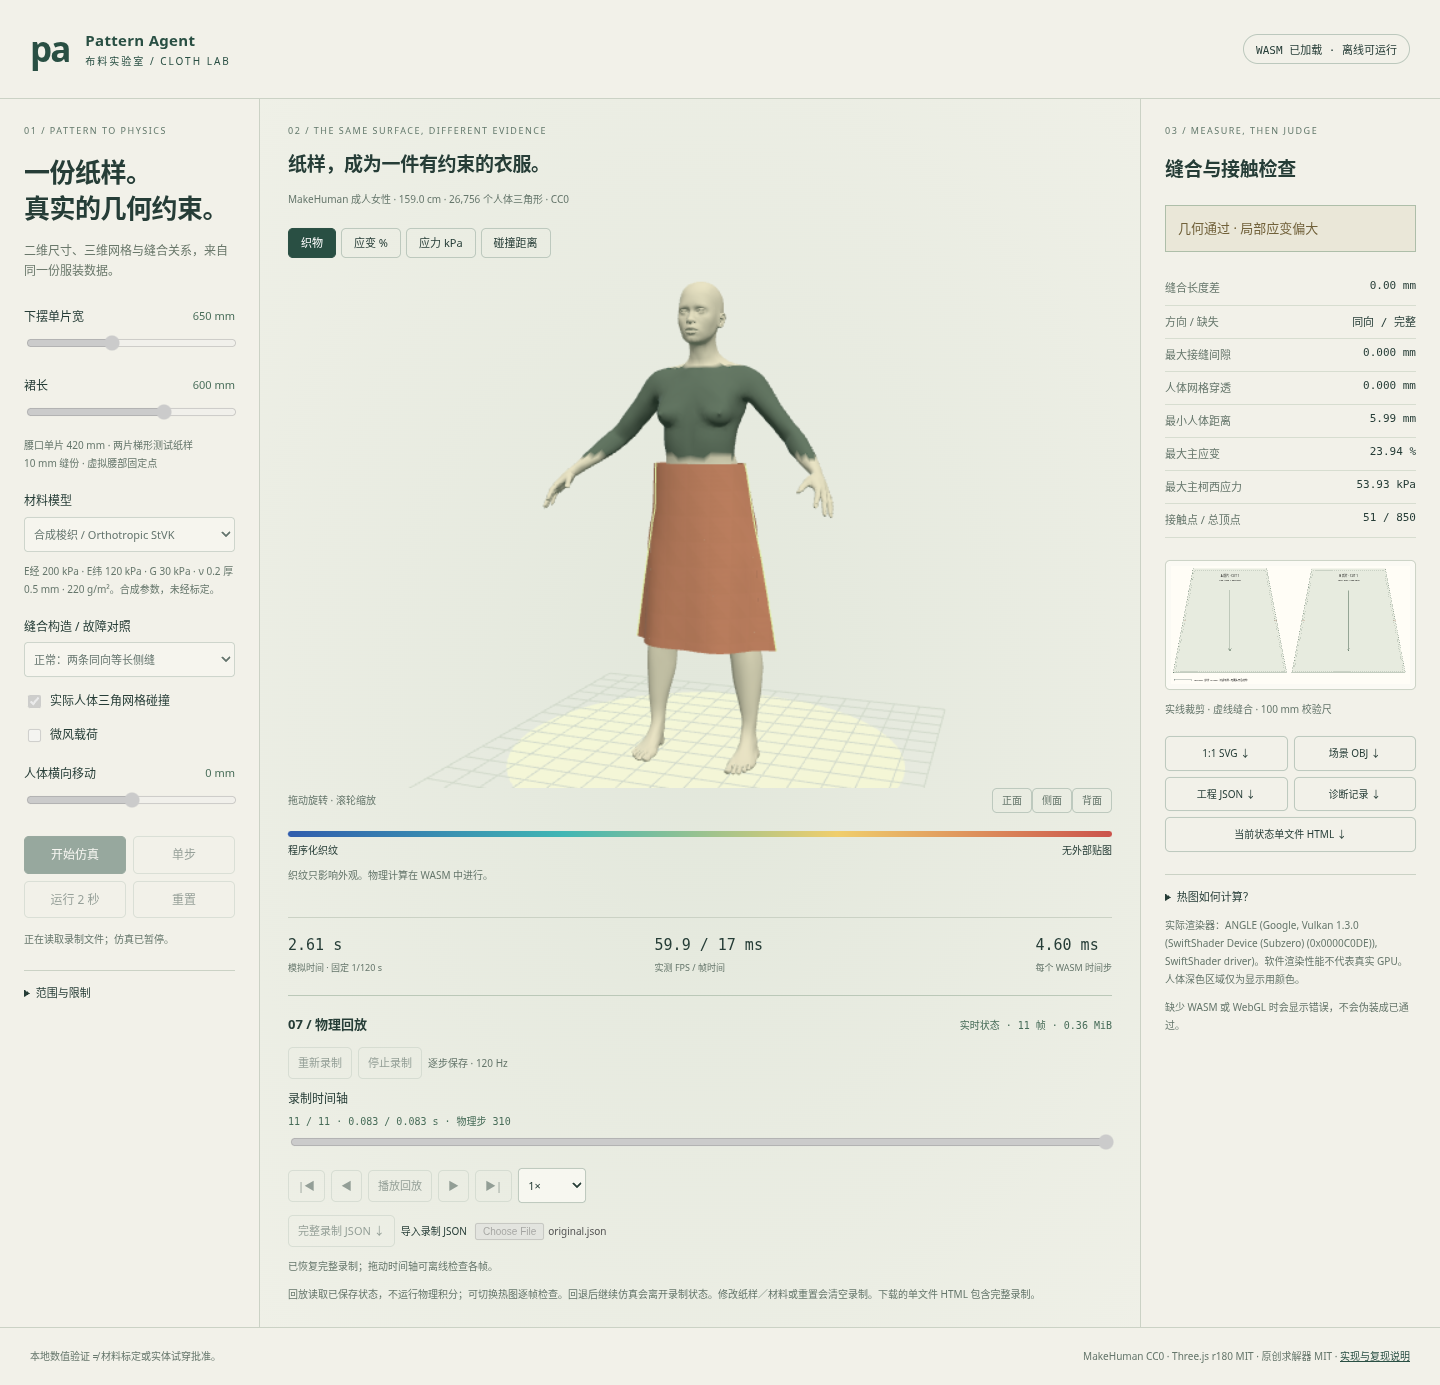 pa
Pattern Agent
布料实验室 / CLOTH LAB
WASM 已加载 · 离线可运行
01 / PATTERN TO PHYSICS
一份纸样。
真实的几何约束。
二维尺寸、三维网格与缝合关系，来自
同一份服装数据。
下摆单片宽 650 mm
裙长 600 mm
腰口单片 420 mm · 两片梯形测试纸样
10 mm 缝份 · 虚拟腰部固定点
材料模型
合成梭织 / Orthotropic StVK
E经 200 kPa · E纬 120 kPa · G 30 kPa · ν 0.2 厚
0.5 mm · 220 g/m²。合成参数，未经标定。
缝合构造 / 故障对照
正常：两条同向等长侧缝
实际人体三角网格碰撞
微风载荷
人体横向移动 0 mm
开始仿真 单步
运行 2 秒 重置
正在读取录制文件；仿真已暂停。
▶ 范围与限制
02 / THE SAME SURFACE, DIFFERENT EVIDENCE
纸样，成为一件有约束的衣服。
MakeHuman 成人女性 · 159.0 cm · 26,756 个人体三角形 · CC0
织物 应变 % 应力 kPa 碰撞距离
拖动旋转 · 滚轮缩放 正面 侧面 背面
程序化织纹 无外部贴图
织纹只影响外观。物理计算在 WASM 中进行。
2.61 s 59.9 / 17 ms 4.60 ms
模拟时间 · 固定 1/120 s 实测 FPS / 帧时间 每个 WASM 时间步
07 / 物理回放 实时状态 · 11 帧 · 0.36 MiB
重新录制 停止录制 逐步保存 · 120 Hz
录制时间轴
11 / 11 · 0.083 / 0.083 s · 物理步 310
|◀ ◀ 播放回放 ▶ ▶| 1×
完整录制 JSON ↓ 导入录制 JSON Choose File original.json
已恢复完整录制；拖动时间轴可离线检查各帧。
回放读取已保存状态，不运行物理积分；可切换热图逐帧检查。回退后继续仿真会离开录制状态。修改纸样／材料或重置会清空录制。下载的单文件 HTML 包含完整录制。
03 / MEASURE, THEN JUDGE
缝合与接触检查
几何通过 · 局部应变偏大
缝合长度差 0.00 mm
方向 / 缺失 同向 / 完整
最大接缝间隙 0.000 mm
人体网格穿透 0.000 mm
最小人体距离 5.99 mm
最大主应变 23.94 %
最大主柯西应力 53.93 kPa
接触点 / 总顶点 51 / 850
实线裁剪 · 虚线缝合 · 100 mm 校验尺
1:1 SVG ↓ 场景 OBJ ↓
工程 JSON ↓ 诊断记录 ↓
当前状态单文件 HTML ↓
▶ 热图如何计算？
实际渲染器：ANGLE (Google, Vulkan 1.3.0
(SwiftShader Device (Subzero) (0x0000C0DE)),
SwiftShader driver)。软件渲染性能不代表真实 GPU。
人体深色区域仅为显示用颜色。
缺少 WASM 或 WebGL 时会显示错误，不会伪装成已通
过。
本地数值验证 ≠ 材料标定或实体试穿批准。
MakeHuman CC0 · Three.js r180 MIT · 原创求解器 MIT · 实现与复现说明